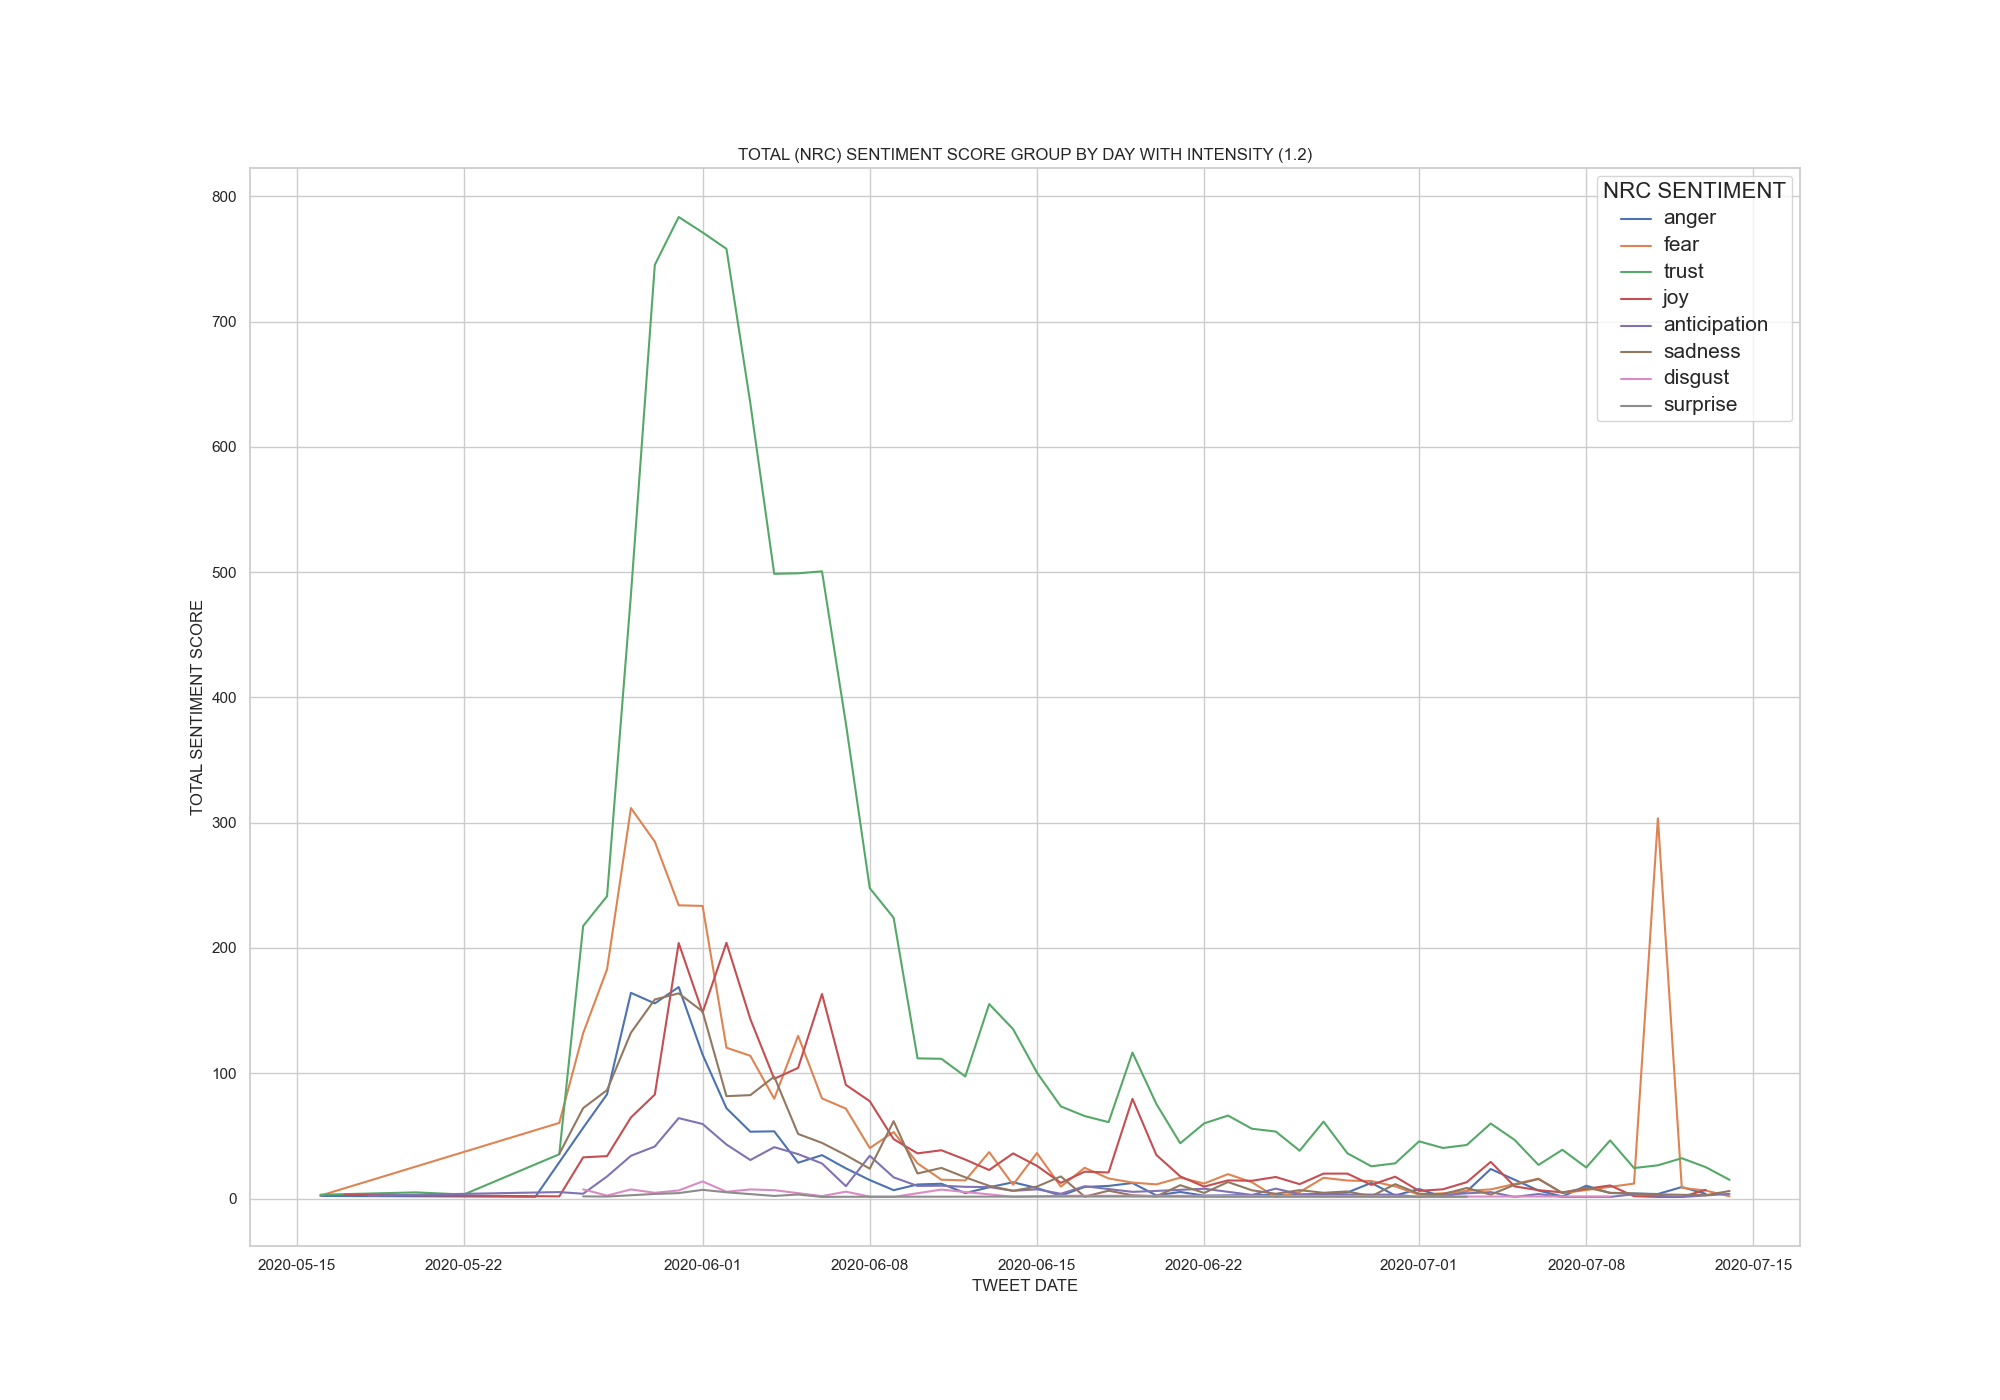 TOTAL (NRC) SENTIMENT SCORE GROUP BY DAY WITH INTENSITY (1.2)
NRC SENTIMENT
anger
fear
trust
joy
anticipation
sadness
disgust
surprise
TOTAL SENTIMENT SCORE
800
700
600
500
400
300
200
100
0
2020-05-15 2020-05-22 2020-06-01 2020-06-08 2020-06-15 2020-06-22 2020-07-01 2020-07-08 2020-07-15
TWEET DATE